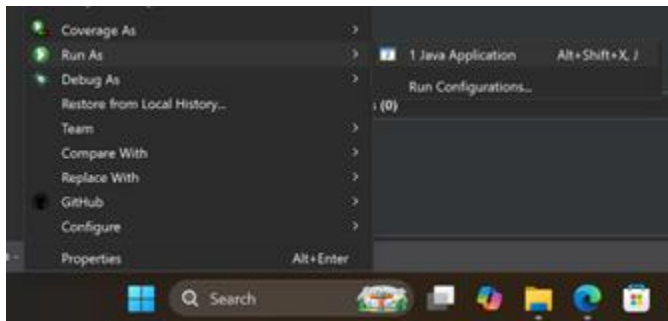 Coverage As
Run As
1 Java Application Alt+Shift+X, J
Debug As
Run Configurations...
Restore from Local History...
(0)
Team
Compare With
Replace With
GitHub
Configure
Properties Alt+Enter
Search